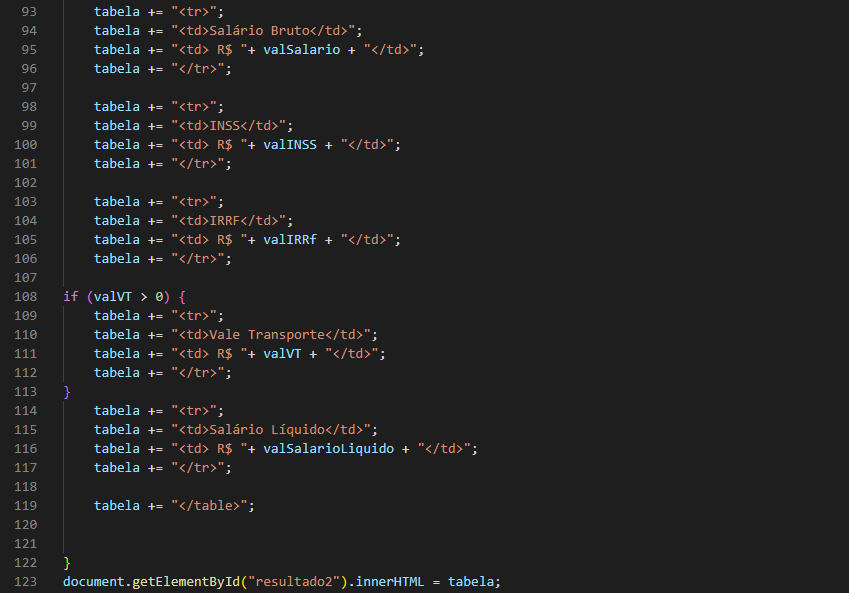 93 tabela += "<tr>";
94 tabela += "<td>Salário Bruto</td>";
95 tabela += "<td> R$ "+ valSalario + "</td>";
96 tabela += "</tr>";
97
98 tabela += "<tr>";
99 tabela += "<td>INSS</td>";
100 tabela += "<td> R$ "+ valINSS + "</td>";
101 tabela += "</tr>";
102
103 tabela += "<tr>";
104 tabela += "<td>IRRF</td>";
105 tabela += "<td> R$ "+ valIRRf + "</td>";
106 tabela += "</tr>";
107
108 if (valVT > 0) {
109 tabela += "<tr>";
110 tabela += "<td>Vale Transporte</td>";
111 tabela += "<td> R$ "+ valVT + "</td>";
112 tabela += "</tr>";
113 }
114 tabela += "<tr>";
115 tabela += "<td>Salário Líquido</td>";
116 tabela += "<td> R$ "+ valSalarioLiquido + "</td>";
117 tabela += "</tr>";
118
119 tabela += "</table>";
120
121
122 }
123 document.getElementById("resultado2").innerHTML = tabela;